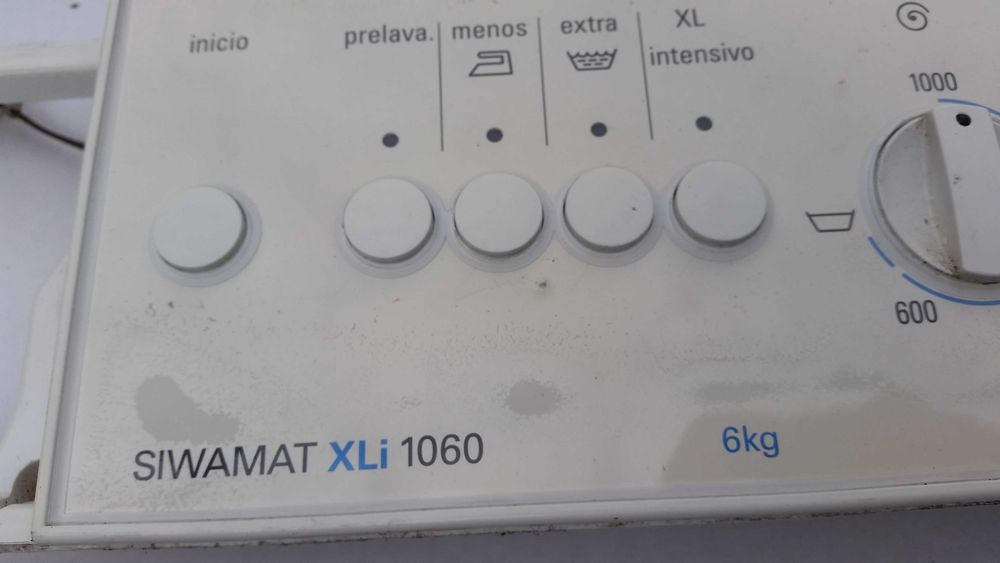 inicio
prelava.
menos
extra
XL
intensivo
1000
600
SIWAMAT XLi 1060
6kg